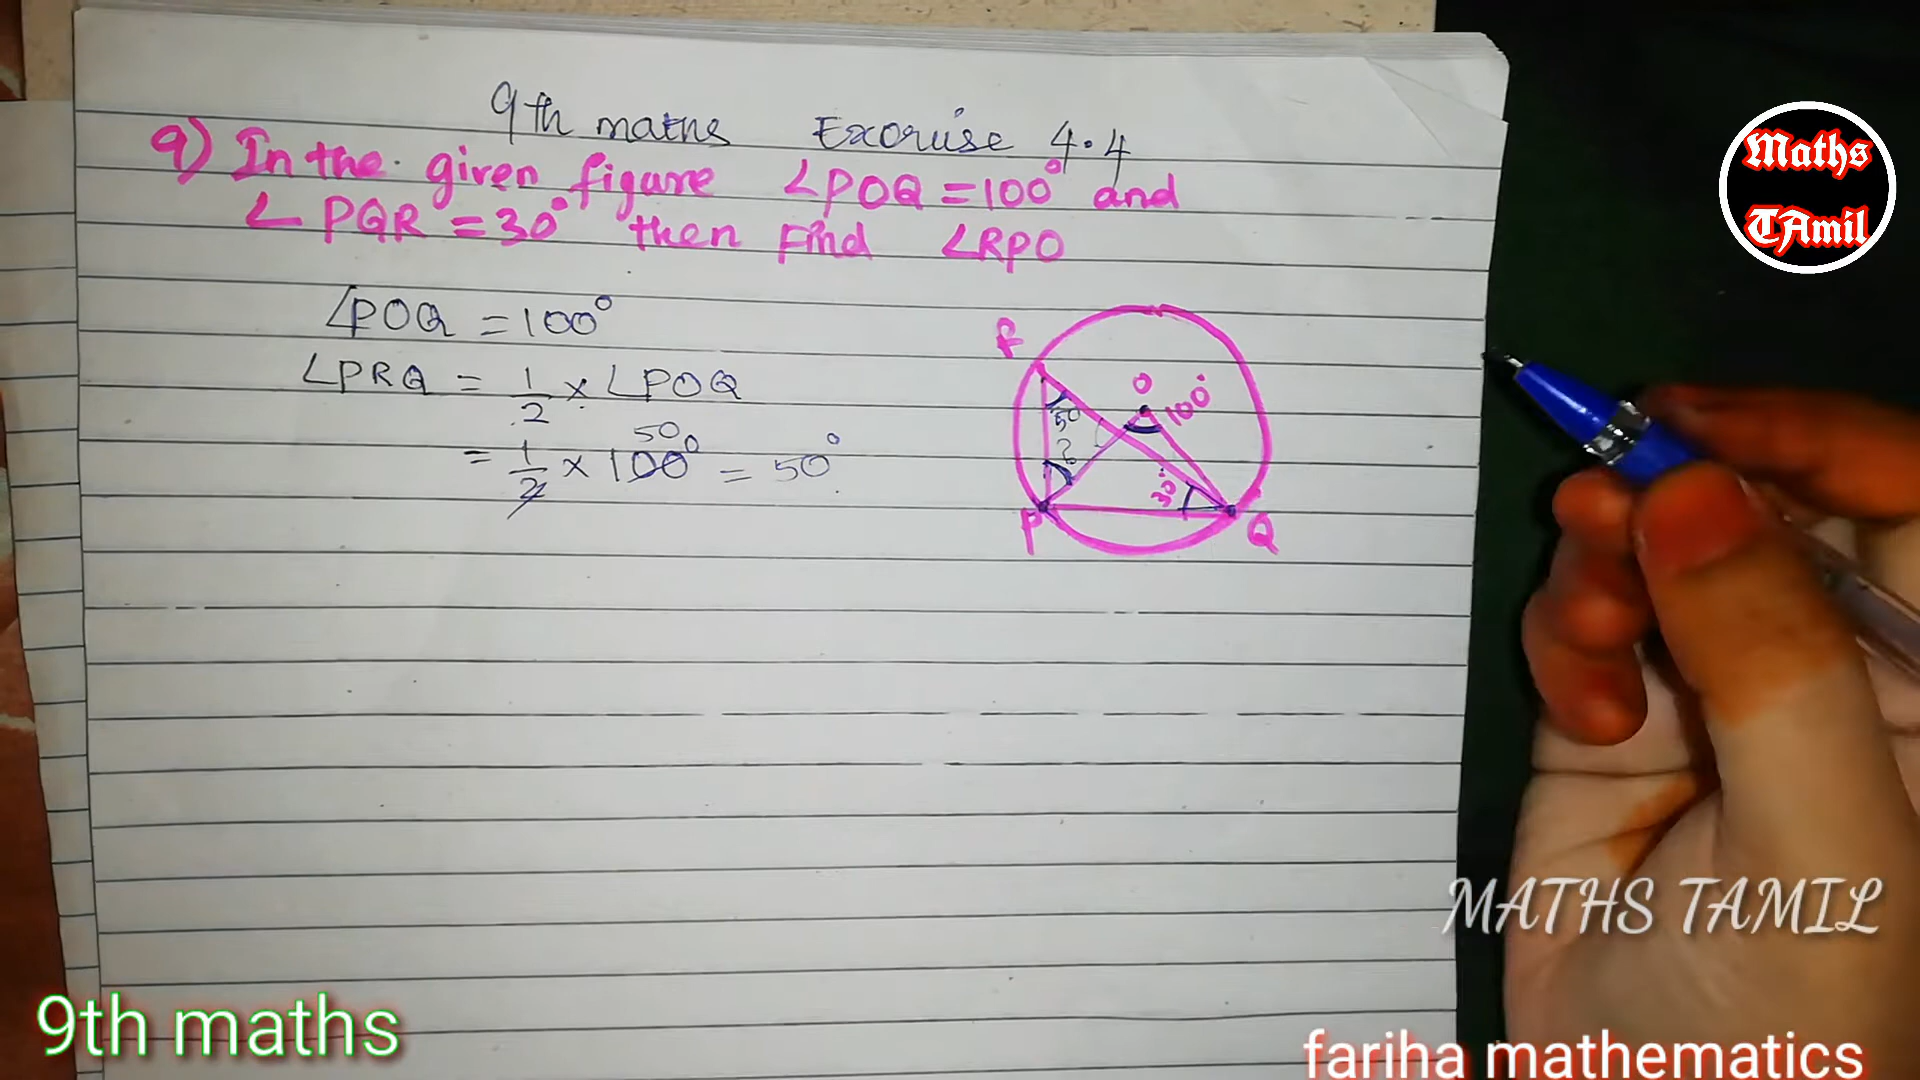 9th maths Exercise 4.4
9) In the given figure ∠POQ = 100° and
∠PQR = 30° then Find ∠RPO
∠POQ = 100°
∠PRQ = 1/2 × ∠POQ
50
= 1/2 × 100° = 50°
R
O
100°
50
?
30°
P
Q
Maths
TAmil
MATHS TAMIL
9th maths
fariha mathematics